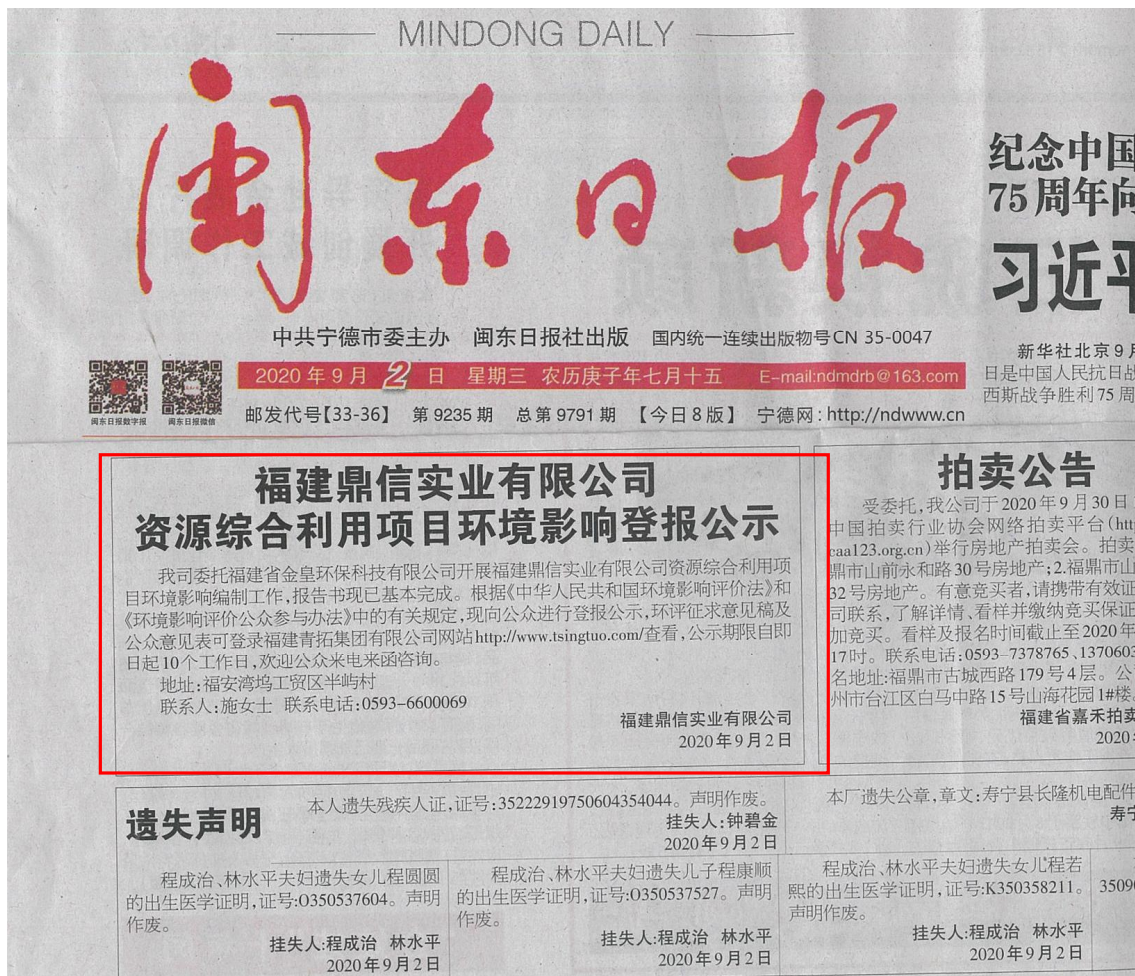 MINDONG DAILY
闽东日报
中共宁德市委主办 闽东日报社出版 国内统一连续出版物号CN 35-0047
闽东日报数字报 闽东日报微信
2020年9月2日 星期三 农历庚子年七月十五 E-mail:ndmdrb@163.com
邮发代号【33-36】 第9235期 总第9791期 【今日8版】 宁德网:http://ndwww.cn
纪念中国
75周年向
习近平
新华社北京9月
日是中国人民抗日战
西斯战争胜利75周
福建鼎信实业有限公司
资源综合利用项目环境影响登报公示
我司委托福建省金皇环保科技有限公司开展福建鼎信实业有限公司资源综合利用项
目环境影响编制工作,报告书现已基本完成。根据《中华人民共和国环境影响评价法》和
《环境影响评价公众参与办法》中的有关规定,现向公众进行登报公示,环评征求意见稿及
公众意见表可登录福建青拓集团有限公司网站http://www.tsingtuo.com/查看,公示期限自即
日起10个工作日,欢迎公众来电来函咨询。
地址:福安湾坞工贸区半屿村
联系人:施女士 联系电话:0593-6600069
福建鼎信实业有限公司
2020年9月2日
拍卖公告
受委托,我公司于2020年9月30日
中国拍卖行业协会网络拍卖平台(htt
caa123.org.cn)举行房地产拍卖会。拍卖
鼎市山前永和路30号房地产;2.福鼎市山
32号房地产。有意竞买者,请携带有效证
司联系,了解详情、看样并缴纳竞买保证
加竞买。看样及报名时间截止至2020年
17时。联系电话:0593-7378765、1370603
名地址:福鼎市古城西路179号4层。公
州市台江区白马中路15号山海花园1#楼
福建省嘉禾拍卖
2020
遗失声明
本人遗失残疾人证,证号:35222919750604354044。声明作废。
挂失人:钟碧金
2020年9月2日
本厂遗失公章,章文:寿宁县长隆机电配件
寿宁
程成治、林水平夫妇遗失女儿程圆圆
的出生医学证明,证号:O350537604。声明
作废。
挂失人:程成治 林水平
2020年9月2日
程成治、林水平夫妇遗失儿子程康顺
的出生医学证明,证号:O350537527。声明
作废。
挂失人:程成治 林水平
2020年9月2日
程成治、林水平夫妇遗失女儿程若
熙的出生医学证明,证号:K350358211。
声明作废。
挂失人:程成治 林水平
2020年9月2日
3509